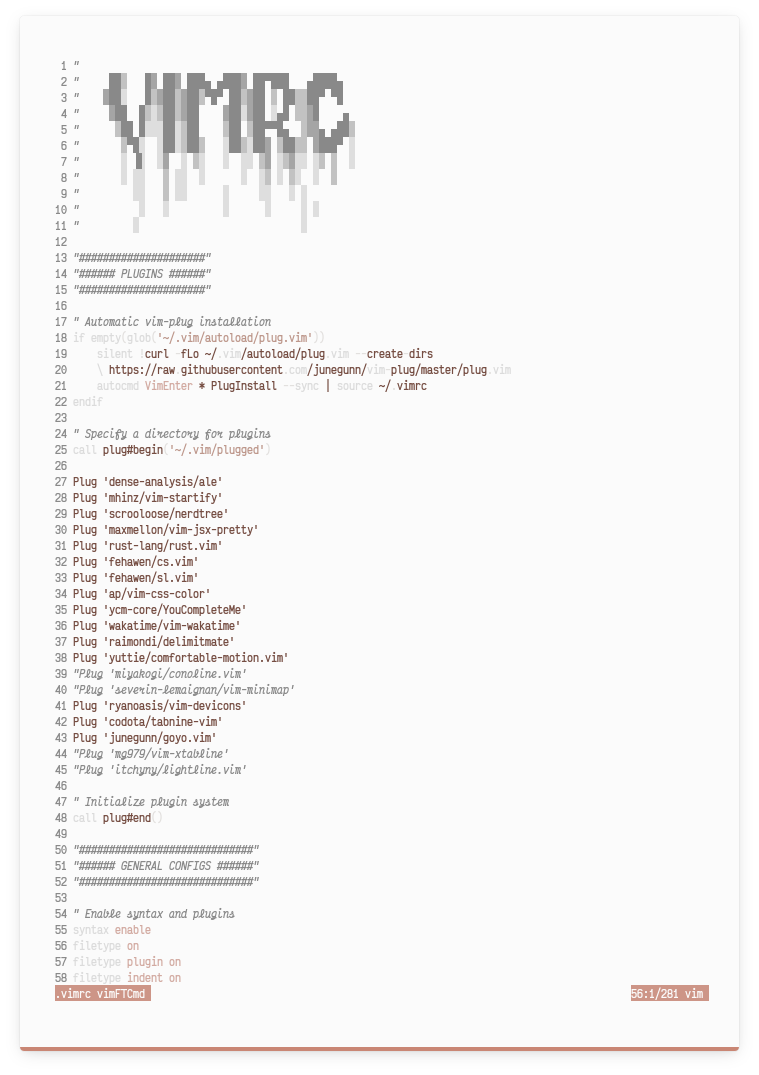 1 "
2 "
3 "
4 " VIMRC
5 "
6 "
7 "
8 "
9 "
10 "
11 "
12
13 "#####################"
14 "###### PLUGINS ######"
15 "#####################"
16
17 " Automatic vim-plug installation
18 if empty(glob('~/.vim/autoload/plug.vim'))
19     silent !curl -fLo ~/.vim/autoload/plug.vim --create-dirs
20     \ https://raw.githubusercontent.com/junegunn/vim-plug/master/plug.vim
21     autocmd VimEnter * PlugInstall --sync | source ~/.vimrc
22 endif
23
24 " Specify a directory for plugins
25 call plug#begin('~/.vim/plugged')
26
27 Plug 'dense-analysis/ale'
28 Plug 'mhinz/vim-startify'
29 Plug 'scrooloose/nerdtree'
30 Plug 'maxmellon/vim-jsx-pretty'
31 Plug 'rust-lang/rust.vim'
32 Plug 'fehawen/cs.vim'
33 Plug 'fehawen/sl.vim'
34 Plug 'ap/vim-css-color'
35 Plug 'ycm-core/YouCompleteMe'
36 Plug 'wakatime/vim-wakatime'
37 Plug 'raimondi/delimitmate'
38 Plug 'yuttie/comfortable-motion.vim'
39 "Plug 'miyakogi/conoline.vim'
40 "Plug 'severin-lemaignan/vim-minimap'
41 Plug 'ryanoasis/vim-devicons'
42 Plug 'codota/tabnine-vim'
43 Plug 'junegunn/goyo.vim'
44 "Plug 'mg979/vim-xtabline'
45 "Plug 'itchyny/lightline.vim'
46
47 " Initialize plugin system
48 call plug#end()
49
50 "#############################"
51 "###### GENERAL CONFIGS ######"
52 "#############################"
53
54 " Enable syntax and plugins
55 syntax enable
56 filetype on
57 filetype plugin on
58 filetype indent on
.vimrc vimFTCmd 56:1/281 vim